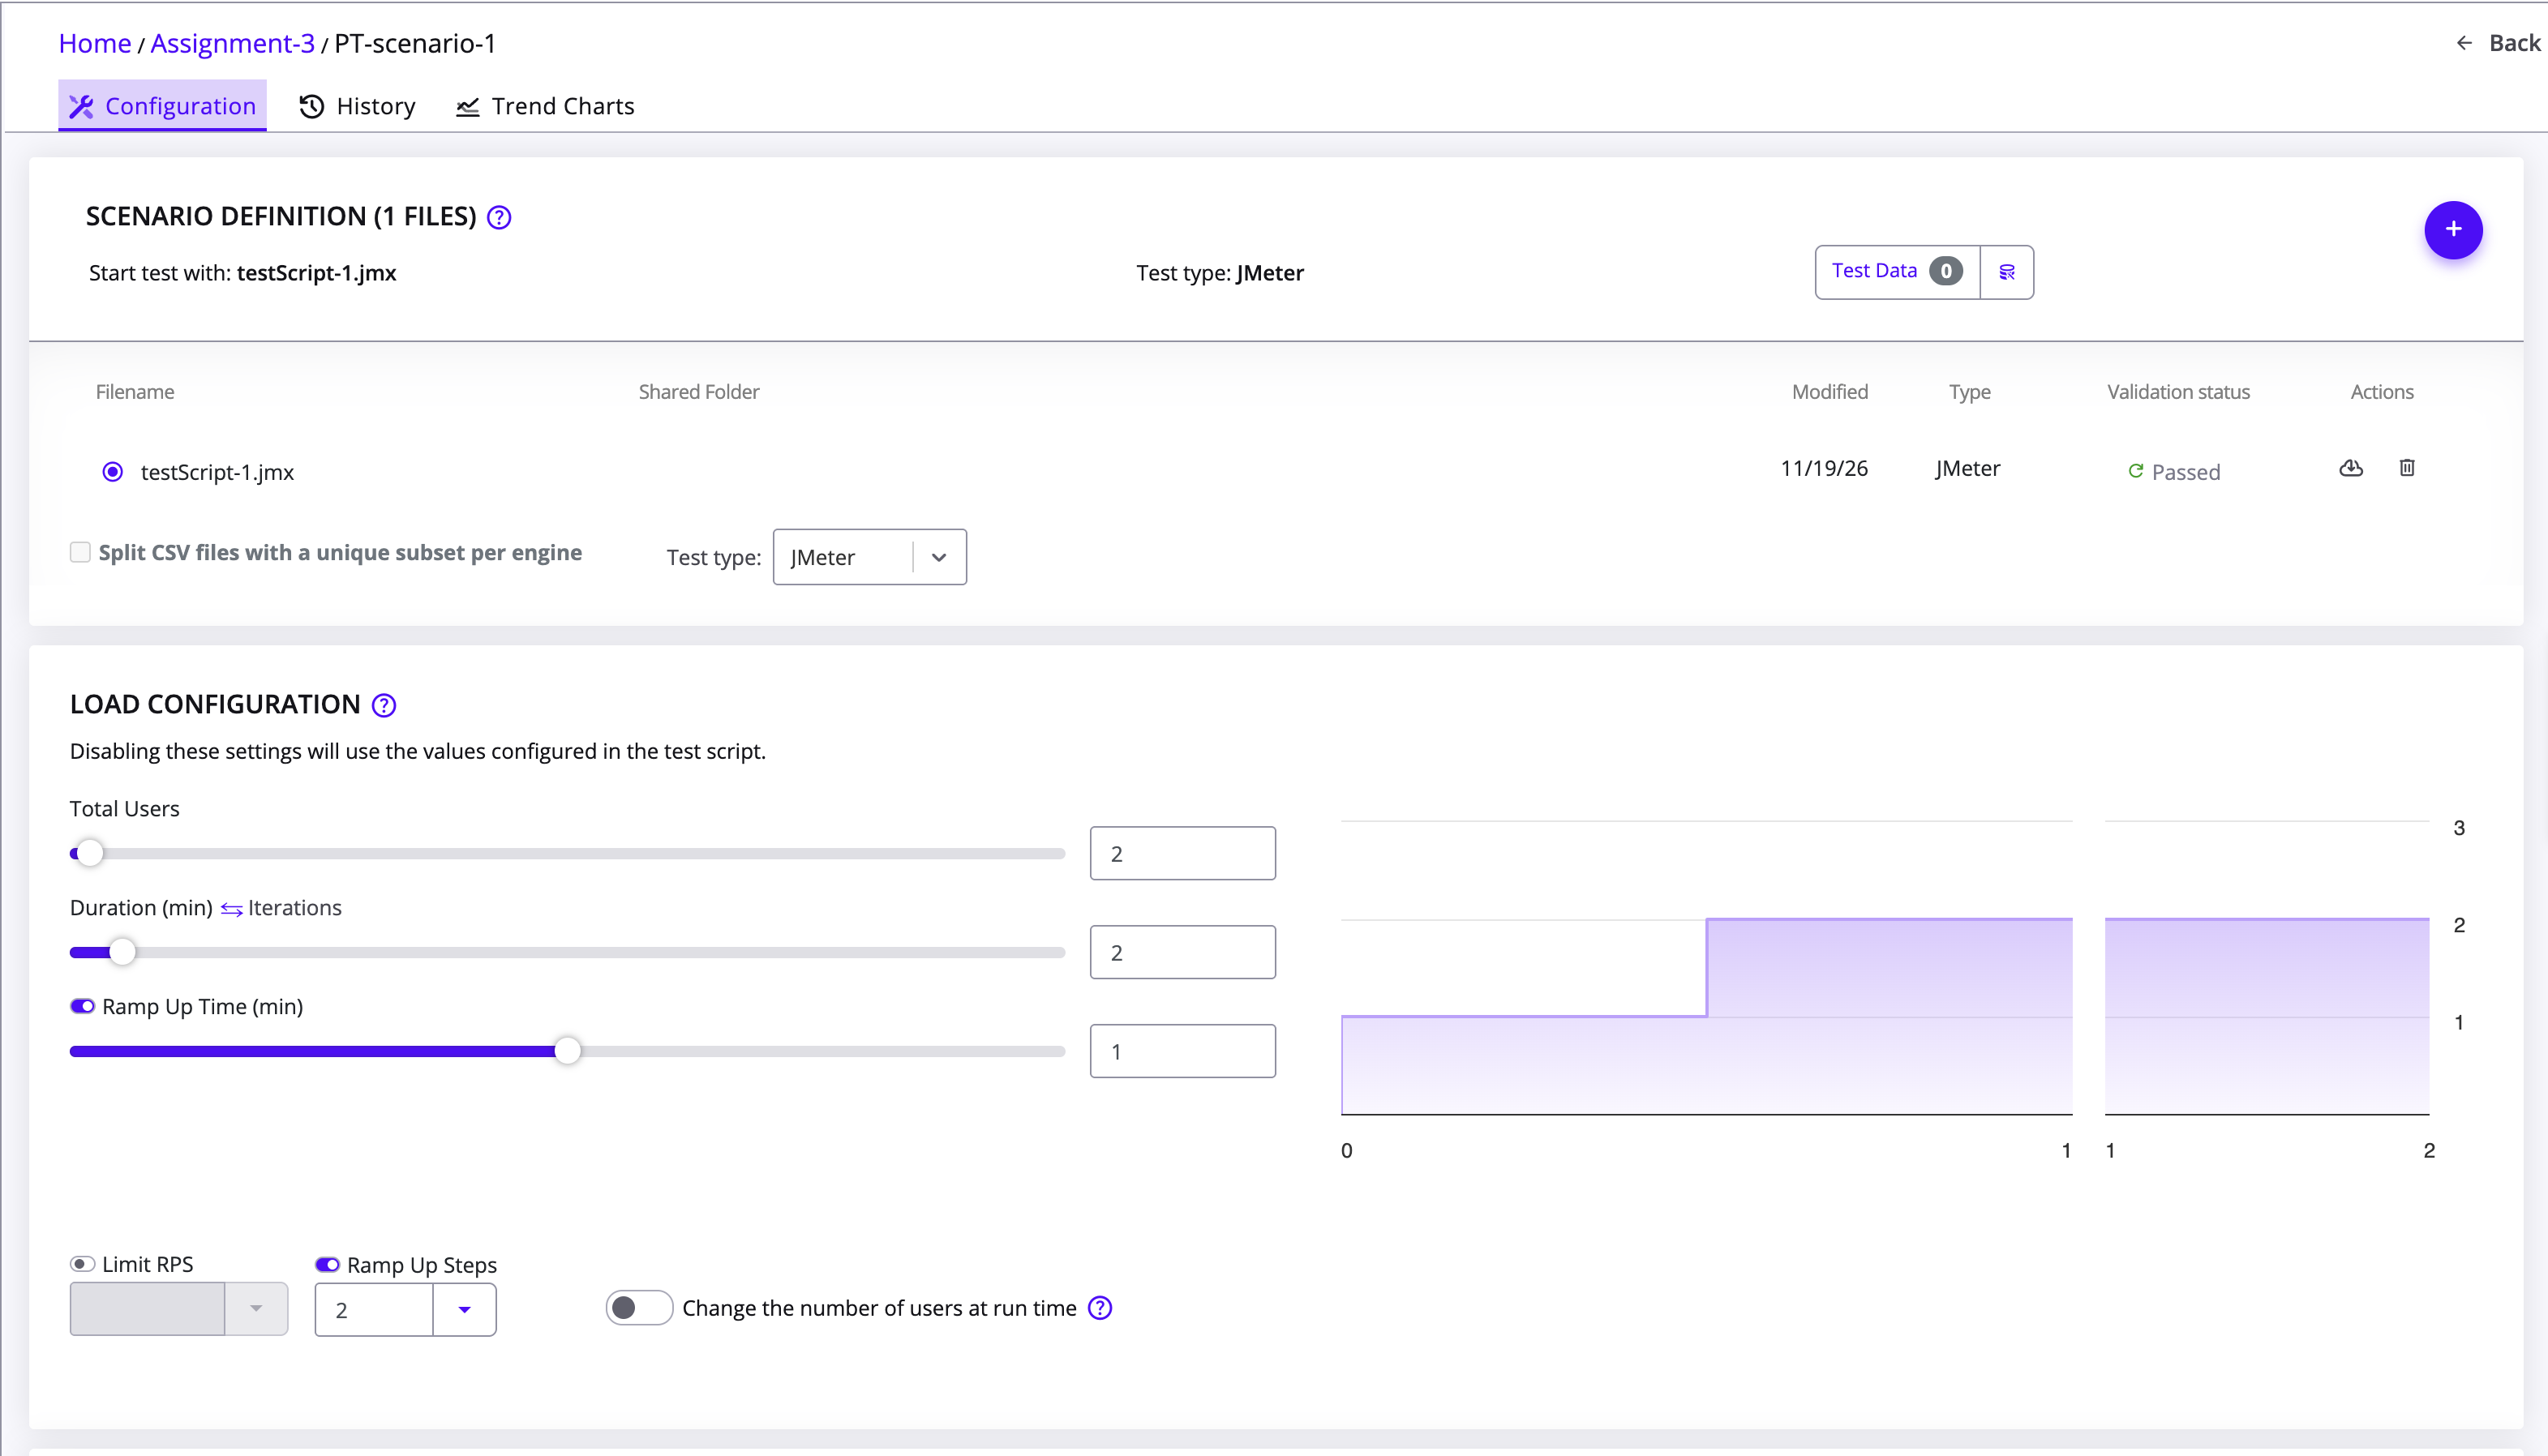 Home / Assignment-3 / PT-scenario-1
← Back
Configuration
History
Trend Charts
SCENARIO DEFINITION (1 FILES) ?
+
Start test with: testScript-1.jmx
Test type: JMeter
Test Data 0
Filename
Shared Folder
Modified
Type
Validation status
Actions
testScript-1.jmx
11/19/26
JMeter
Passed
Split CSV files with a unique subset per engine
Test type: JMeter
LOAD CONFIGURATION ?
Disabling these settings will use the values configured in the test script.
Total Users
2
Duration (min) ⇆ Iterations
2
Ramp Up Time (min)
1
3
2
1
0
1
1
2
Limit RPS
Ramp Up Steps
2
Change the number of users at run time ?